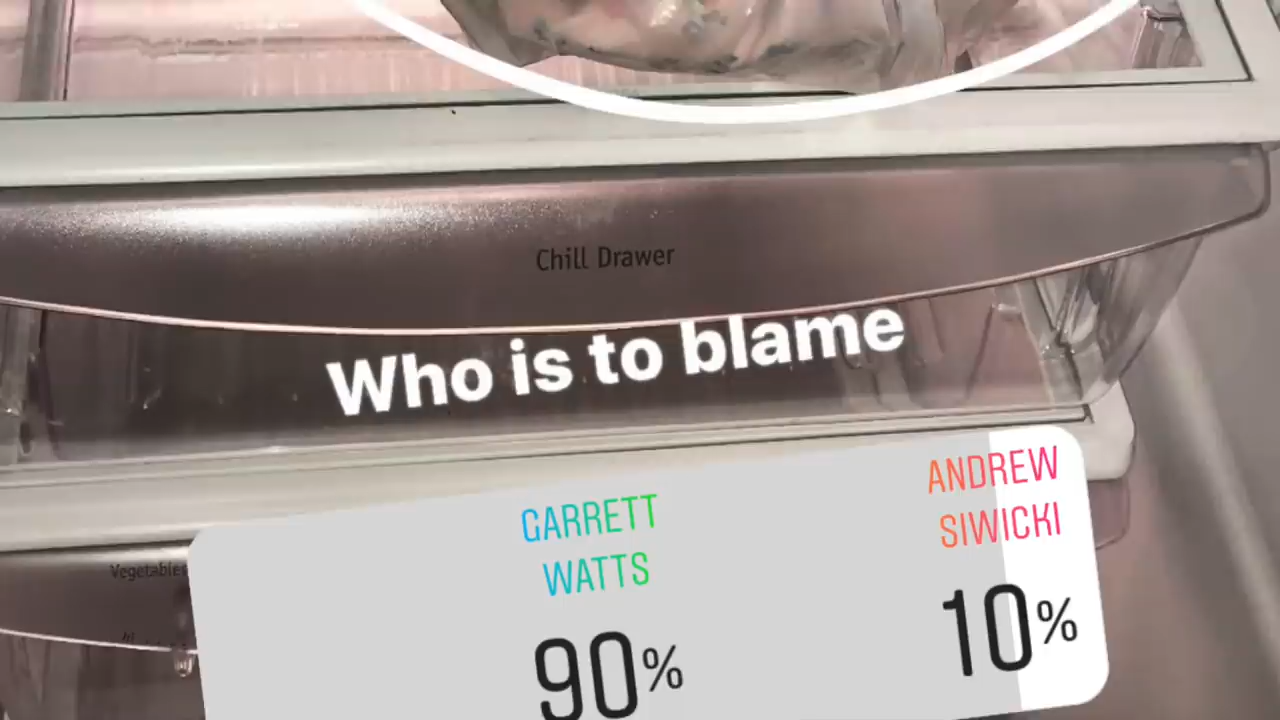 Chill Drawer
Who is to blame
Vegetables
GARRETT
WATTS
90%
ANDREW
SIWICKI
10%